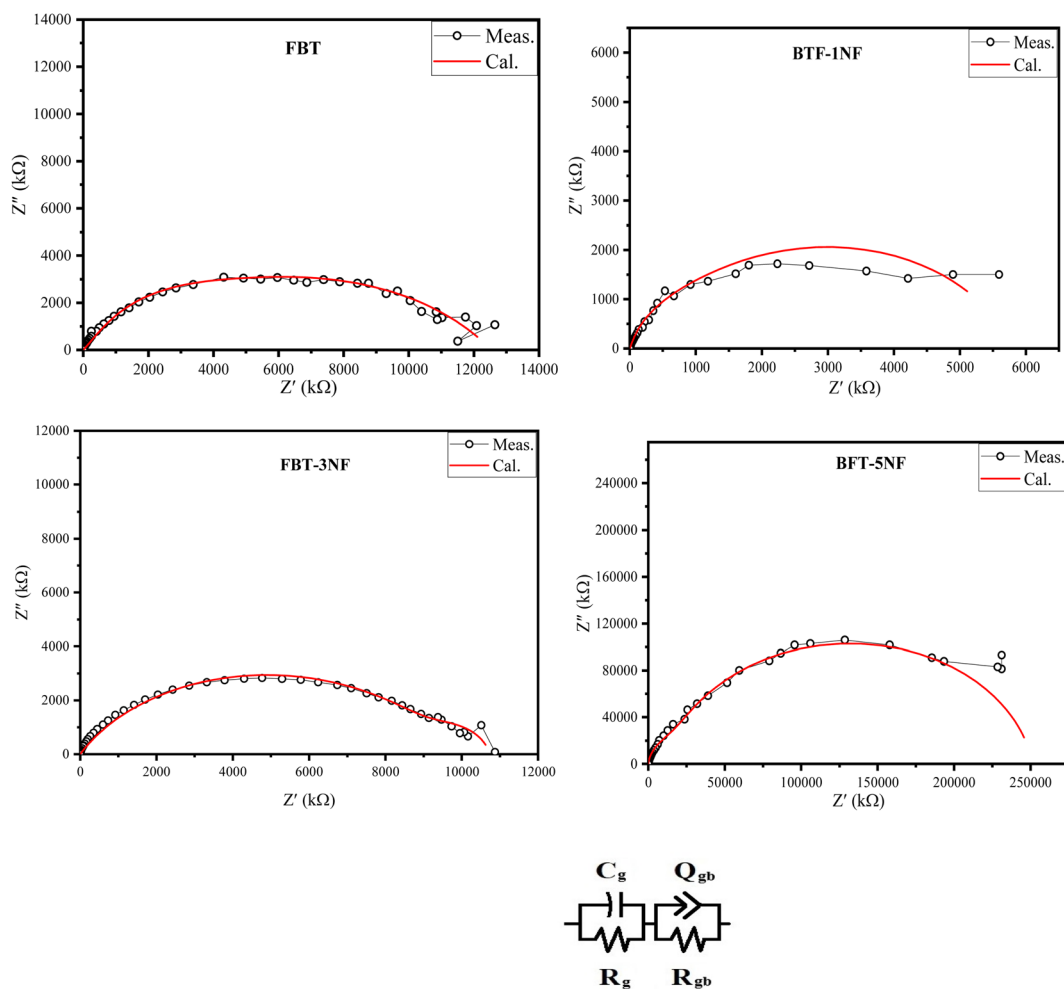 FBT
Meas.
Cal.
14000
12000
10000
8000
6000
4000
2000
0
Z″ (kΩ)
0 2000 4000 6000 8000 10000 12000 14000
Z′ (kΩ)
BTF-1NF
Meas.
Cal.
6000
5000
4000
3000
2000
1000
0
Z″ (kΩ)
0 1000 2000 3000 4000 5000 6000
Z′ (kΩ)
FBT-3NF
Meas.
Cal.
12000
10000
8000
6000
4000
2000
0
Z″ (kΩ)
0 2000 4000 6000 8000 10000 12000
Z′ (kΩ)
BFT-5NF
Meas.
Cal.
240000
200000
160000
120000
80000
40000
0
Z″ (kΩ)
0 50000 100000 150000 200000 250000
Z′ (kΩ)
Cg Qgb
Rg Rgb